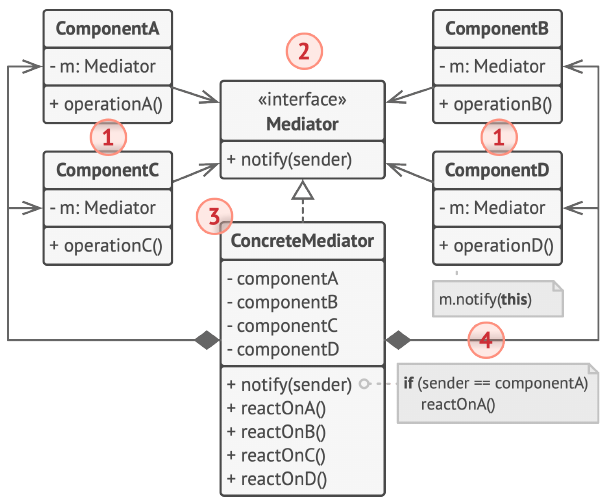 ComponentA
- m: Mediator
+ operationA()
1
ComponentC
- m: Mediator
+ operationC()
2
«interface»
Mediator
+ notify(sender)
ComponentB
- m: Mediator
+ operationB()
1
ComponentD
- m: Mediator
+ operationD()
m.notify(this)
3
ConcreteMediator
- componentA
- componentB
- componentC
- componentD
+ notify(sender)
+ reactOnA()
+ reactOnB()
+ reactOnC()
+ reactOnD()
4
if (sender == componentA)
reactOnA()